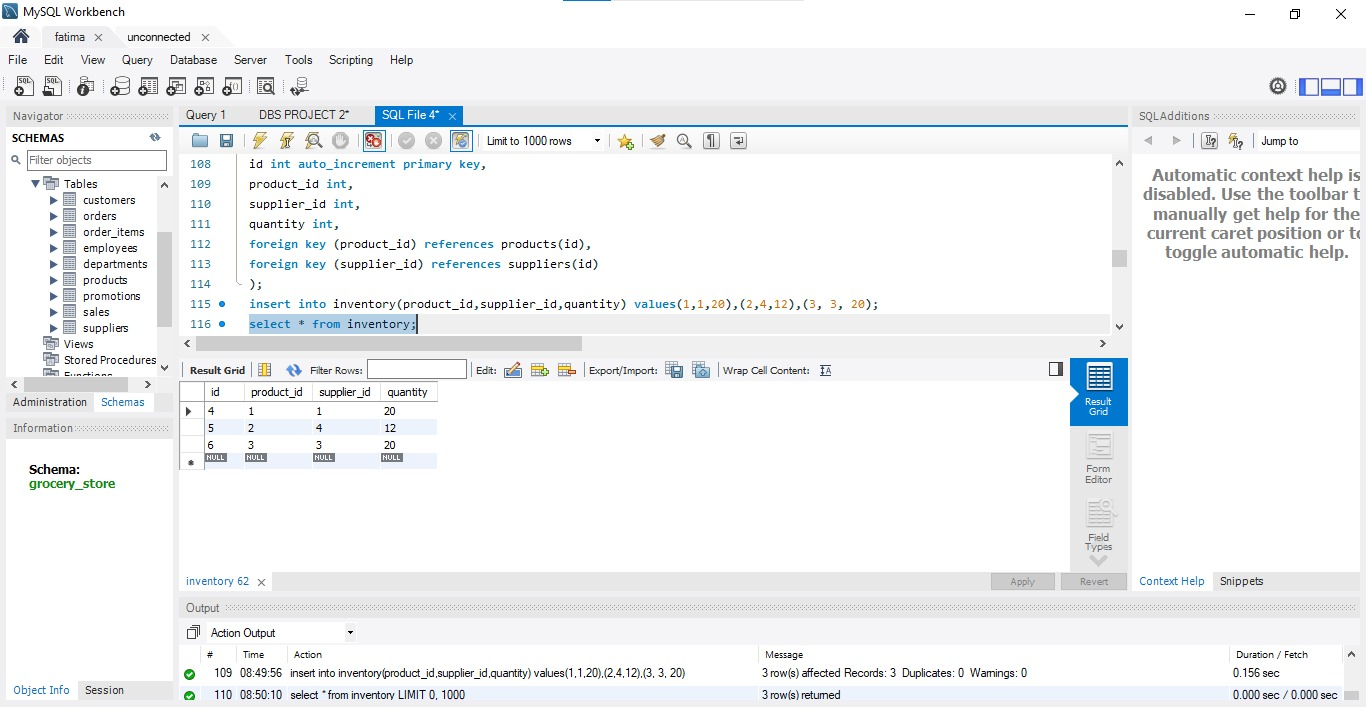 MySQL Workbench
fatima
unconnected
File Edit View Query Database Server Tools Scripting Help
Navigator
SCHEMAS
Filter objects
Tables
customers
orders
order_items
employees
departments
products
promotions
sales
suppliers
Views
Stored Procedures
Functions
Administration Schemas
Information
Schema:
grocery_store
Object Info Session
Query 1 DBS PROJECT 2* SQL File 4*
Limit to 1000 rows
108 id int auto_increment primary key,
109 product_id int,
110 supplier_id int,
111 quantity int,
112 foreign key (product_id) references products(id),
113 foreign key (supplier_id) references suppliers(id)
114 );
115 insert into inventory(product_id,supplier_id,quantity) values(1,1,20),(2,4,12),(3, 3, 20);
116 select * from inventory;
Result Grid Filter Rows: Edit: Export/Import: Wrap Cell Content:
id product_id supplier_id quantity
4 1 1 20
5 2 4 12
6 3 3 20
NULL NULL NULL NULL
Result
Grid
Form
Editor
Field
Types
inventory 62
Apply Revert
Output
Action Output
# Time Action Message Duration / Fetch
109 08:49:56 insert into inventory(product_id,supplier_id,quantity) values(1,1,20),(2,4,12),(3, 3, 20) 3 row(s) affected Records: 3 Duplicates: 0 Warnings: 0 0.156 sec
110 08:50:10 select * from inventory LIMIT 0, 1000 3 row(s) returned 0.000 sec / 0.000 sec
SQLAdditions
Jump to
Automatic context help is
disabled. Use the toolbar t
manually get help for the
current caret position or to
toggle automatic help.
Context Help Snippets